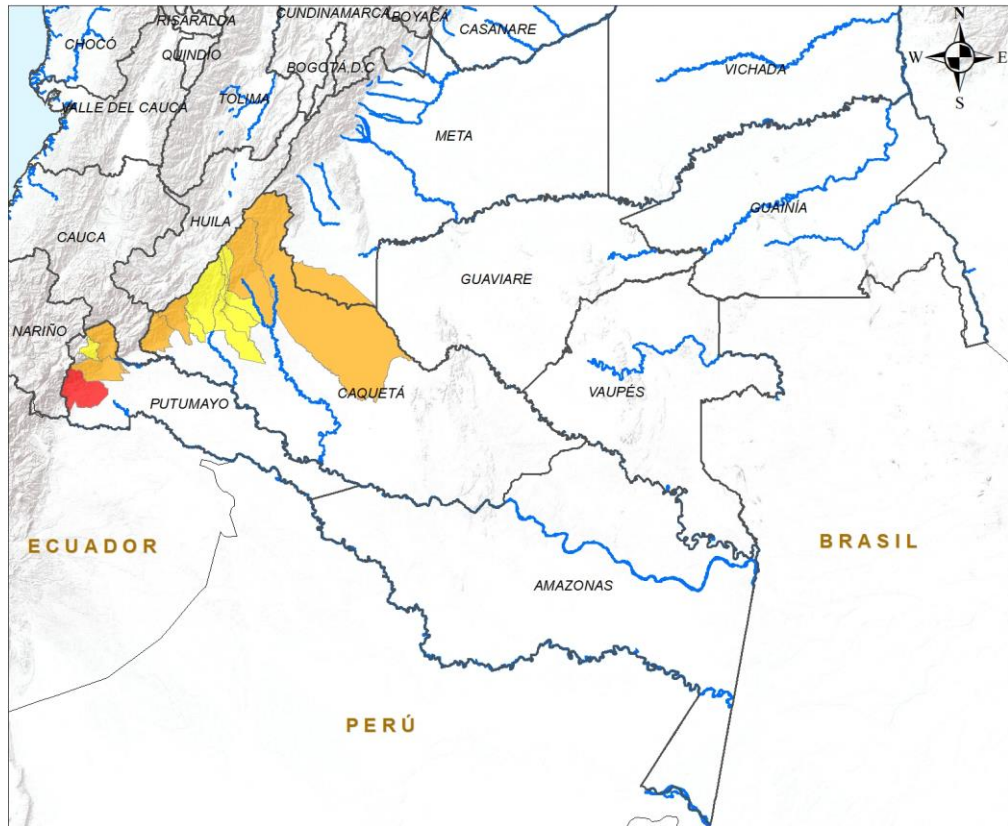 CUNDINAMARCA
BOYACÁ
RISARALDA
CASANARE
N
CHOCÓ
QUINDÍO
BOGOTÁ D.C
W
E
VICHADA
TOLIMA
S
VALLE DEL CAUCA
META
GUAINÍA
HUILA
CAUCA
GUAVIARE
NARIÑO
CAQUETÁ
VAUPÉS
PUTUMAYO
ECUADOR
BRASIL
AMAZONAS
PERÚ